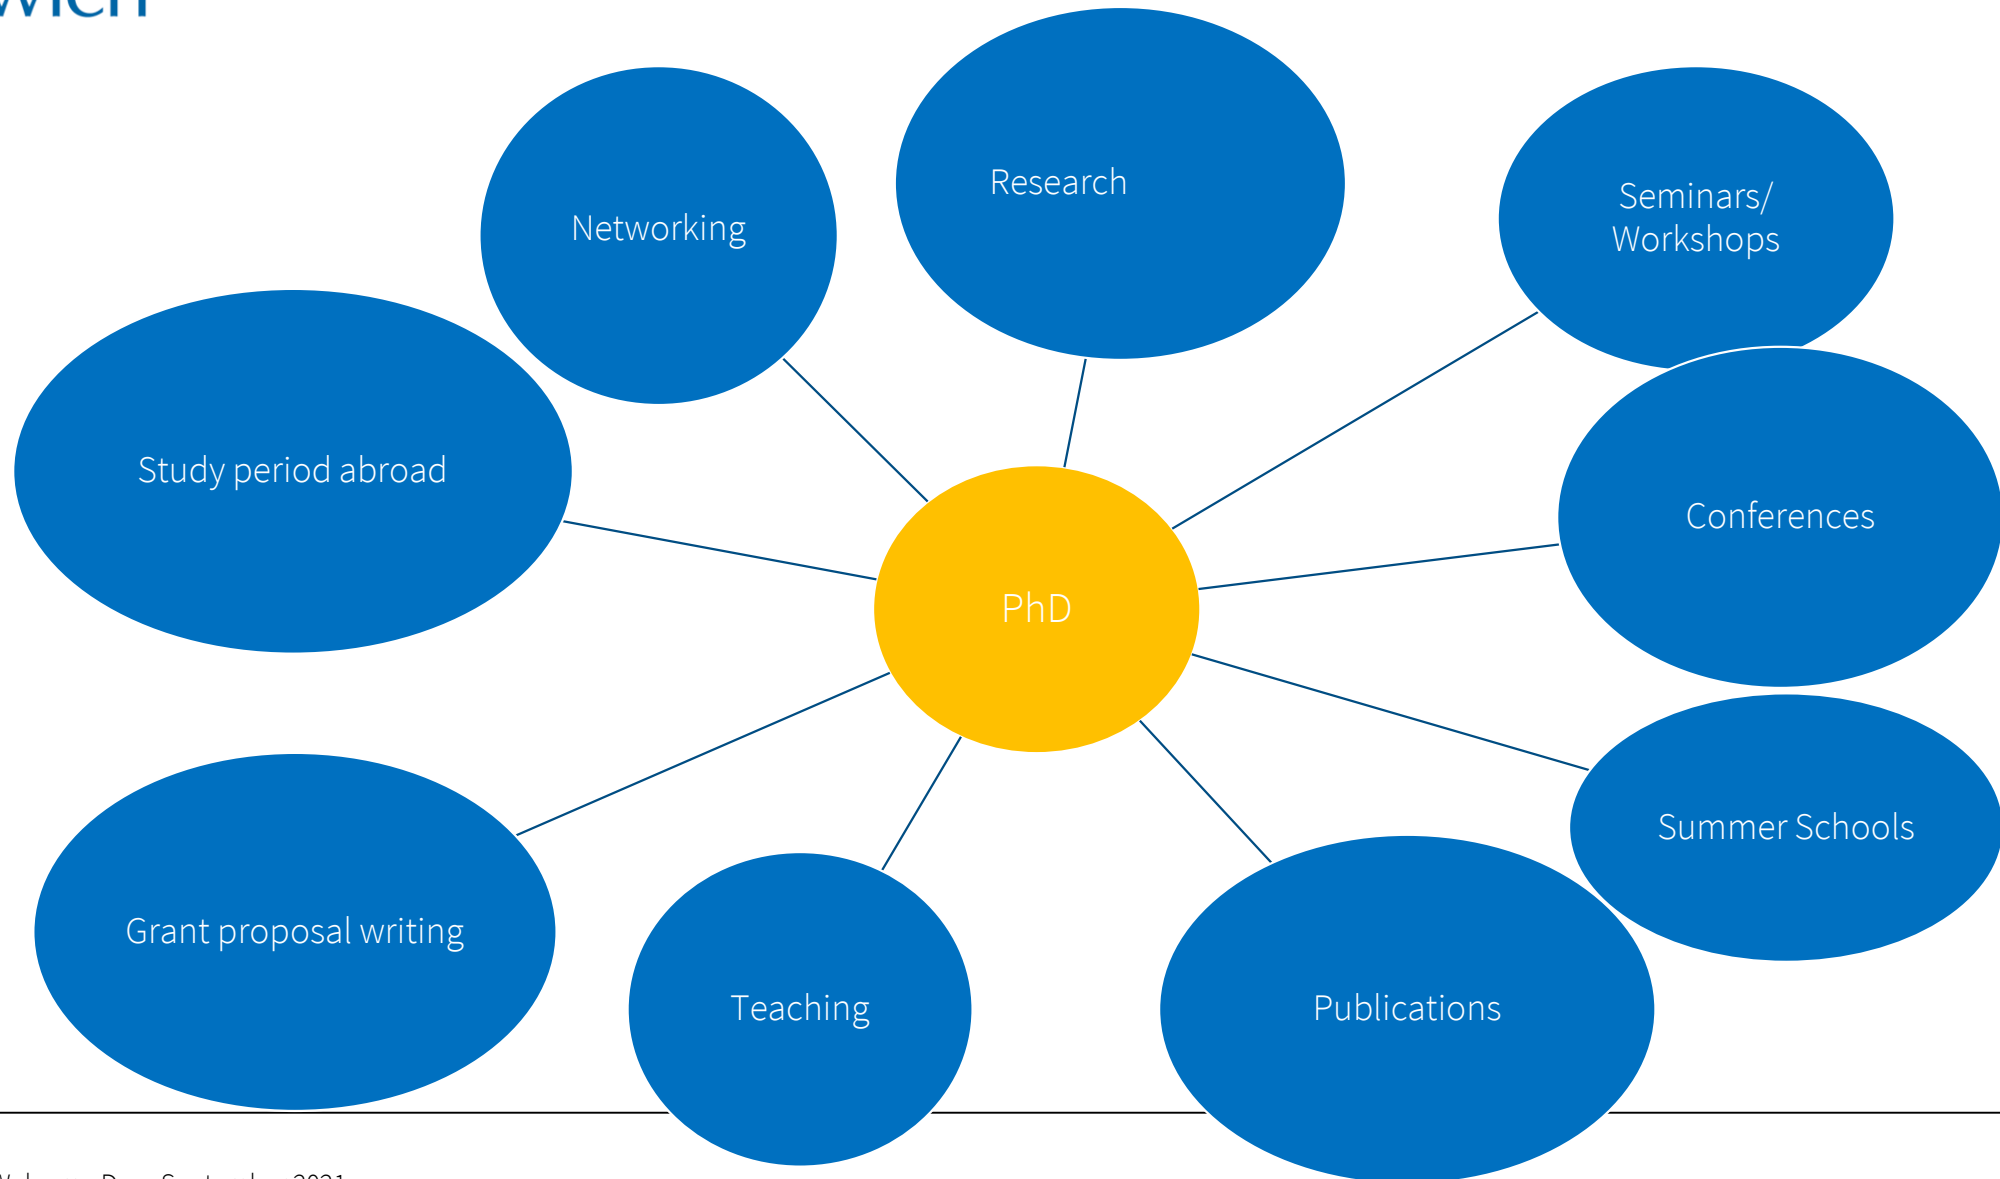 Research
Networking
Seminars/
Workshops
Study period abroad
Conferences
PhD
Summer Schools
Grant proposal writing
Teaching
Publications